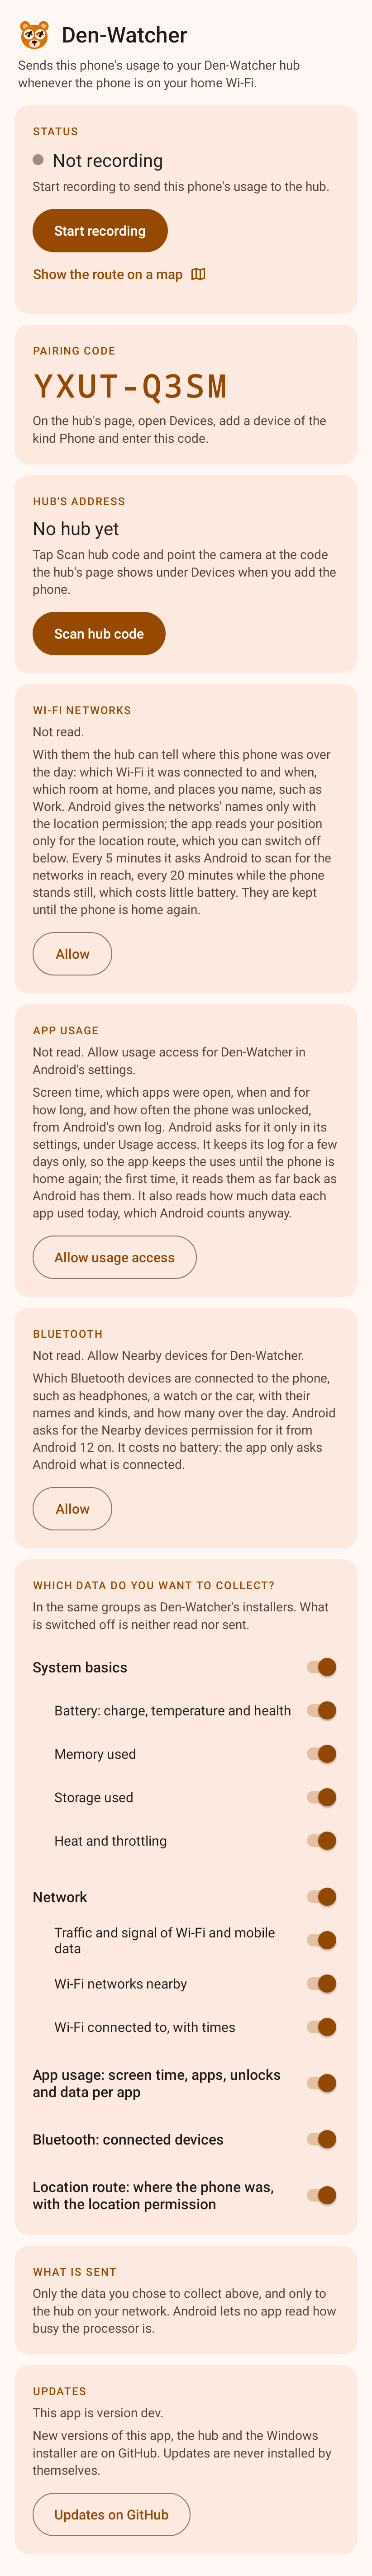 Den-Watcher
Sends this phone's usage to your Den-Watcher hub
whenever the phone is on your home Wi-Fi.
STATUS
Not recording
Start recording to send this phone's usage to the hub.
Start recording
Show the route on a map
PAIRING CODE
YXUT-Q3SM
On the hub's page, open Devices, add a device of the
kind Phone and enter this code.
HUB'S ADDRESS
No hub yet
Tap Scan hub code and point the camera at the code
the hub's page shows under Devices when you add the
phone.
Scan hub code
WI-FI NETWORKS
Not read.
With them the hub can tell where this phone was over
the day: which Wi-Fi it was connected to and when,
which room at home, and places you name, such as
Work. Android gives the networks' names only with
the location permission; the app reads your position
only for the location route, which you can switch off
below. Every 5 minutes it asks Android to scan for the
networks in reach, every 20 minutes while the phone
stands still, which costs little battery. They are kept
until the phone is home again.
Allow
APP USAGE
Not read. Allow usage access for Den-Watcher in
Android's settings.
Screen time, which apps were open, when and for
how long, and how often the phone was unlocked,
from Android's own log. Android asks for it only in its
settings, under Usage access. It keeps its log for a few
days only, so the app keeps the uses until the phone is
home again; the first time, it reads them as far back as
Android has them. It also reads how much data each
app used today, which Android counts anyway.
Allow usage access
BLUETOOTH
Not read. Allow Nearby devices for Den-Watcher.
Which Bluetooth devices are connected to the phone,
such as headphones, a watch or the car, with their
names and kinds, and how many over the day. Android
asks for the Nearby devices permission for it from
Android 12 on. It costs no battery: the app only asks
Android what is connected.
Allow
WHICH DATA DO YOU WANT TO COLLECT?
In the same groups as Den-Watcher's installers. What
is switched off is neither read nor sent.
System basics
Battery: charge, temperature and health
Memory used
Storage used
Heat and throttling
Network
Traffic and signal of Wi-Fi and mobile
data
Wi-Fi networks nearby
Wi-Fi connected to, with times
App usage: screen time, apps, unlocks
and data per app
Bluetooth: connected devices
Location route: where the phone was,
with the location permission
WHAT IS SENT
Only the data you chose to collect above, and only to
the hub on your network. Android lets no app read how
busy the processor is.
UPDATES
This app is version dev.
New versions of this app, the hub and the Windows
installer are on GitHub. Updates are never installed by
themselves.
Updates on GitHub